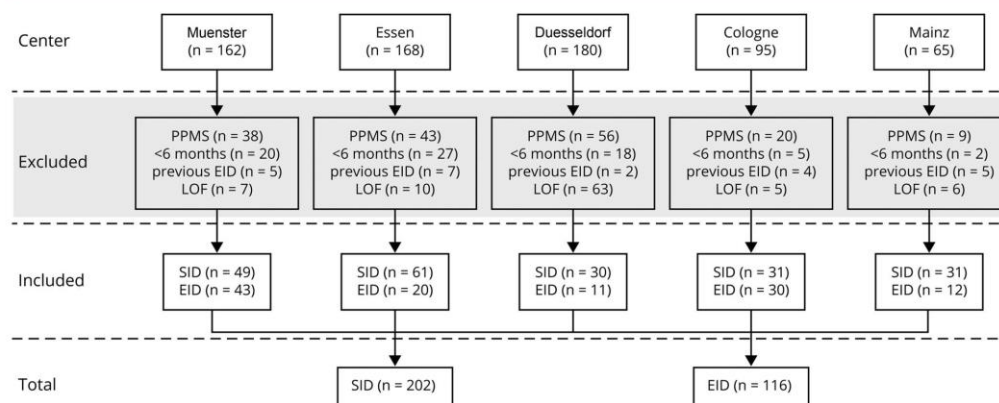 Center
Muenster
(n = 162)
Essen
(n = 168)
Duesseldorf
(n = 180)
Cologne
(n = 95)
Mainz
(n = 65)
Excluded
PPMS (n = 38)
<6 months (n = 20)
previous EID (n = 5)
LOF (n = 7)
PPMS (n = 43)
<6 months (n = 27)
previous EID (n = 7)
LOF (n = 10)
PPMS (n = 56)
<6 months (n = 18)
previous EID (n = 2)
LOF (n = 63)
PPMS (n = 20)
<6 months (n = 5)
previous EID (n = 4)
LOF (n = 5)
PPMS (n = 9)
<6 months (n = 2)
previous EID (n = 5)
LOF (n = 6)
Included
SID (n = 49)
EID (n = 43)
SID (n = 61)
EID (n = 20)
SID (n = 30)
EID (n = 11)
SID (n = 31)
EID (n = 30)
SID (n = 31)
EID (n = 12)
Total
SID (n = 202)
EID (n = 116)